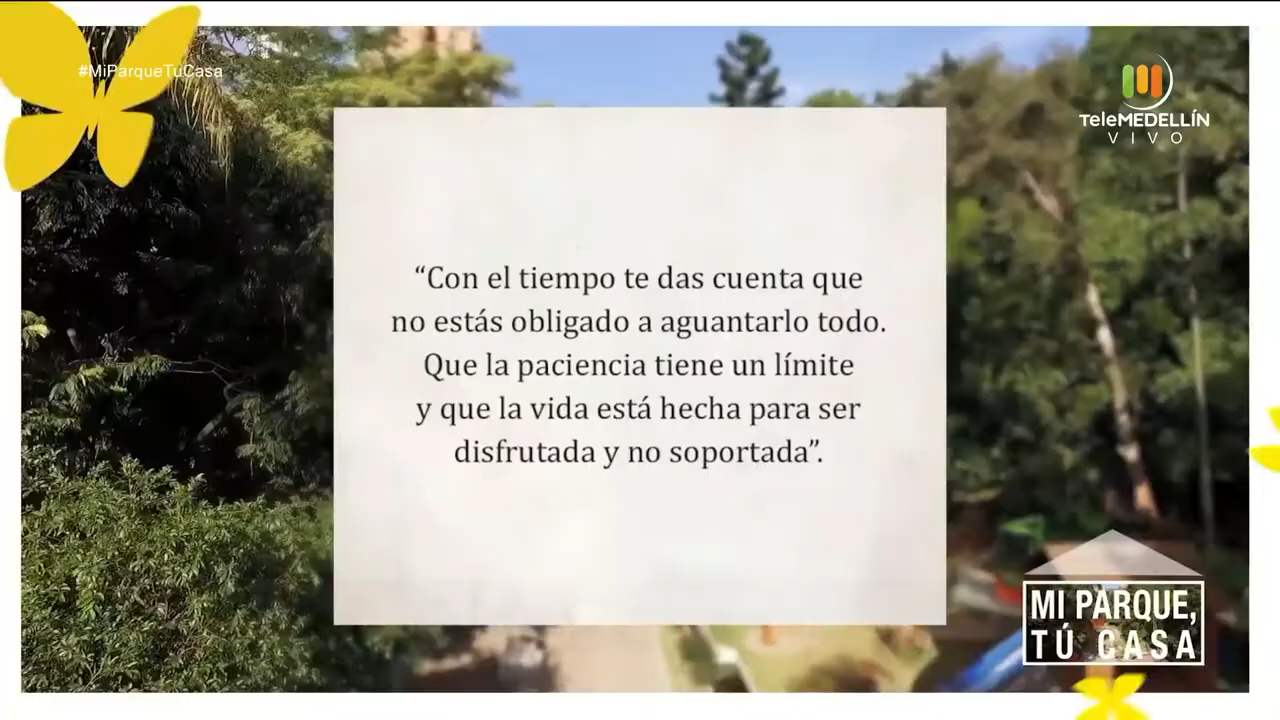 #MiParqueTuCasa
TeleMEDELLÍN
VIVO
“Con el tiempo te das cuenta que
no estás obligado a aguantarlo todo.
Que la paciencia tiene un límite
y que la vida está hecha para ser
disfrutada y no soportada”.
MI PARQUE,
TÚ CASA